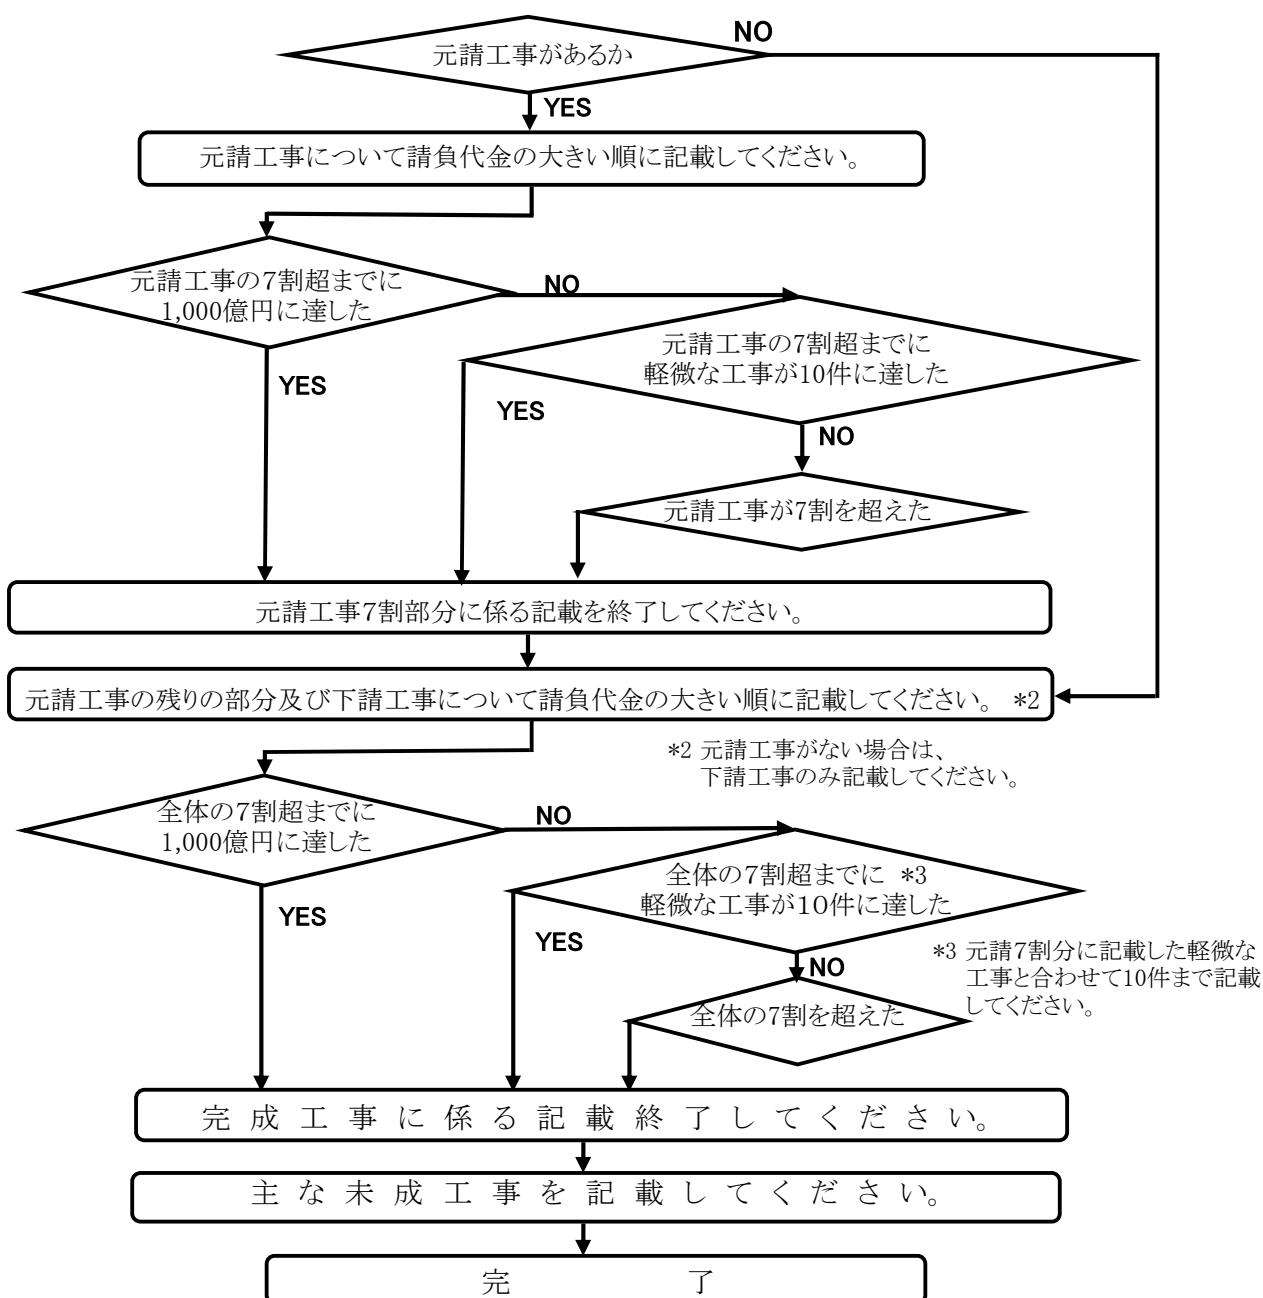 元請工事があるか
NO
YES
元請工事について請負代金の大きい順に記載してください。
元請工事の7割超までに
1,000億円に達した
NO
YES
元請工事の7割超までに
軽微な工事が10件に達した
YES
NO
元請工事が7割を超えた
元請工事7割部分に係る記載を終了してください。
元請工事の残りの部分及び下請工事について請負代金の大きい順に記載してください。 *2
*2 元請工事がない場合は、
下請工事のみ記載してください。
全体の7割超までに
1,000億円に達した
NO
YES
全体の7割超までに *3
軽微な工事が10件に達した
YES
NO
*3 元請7割分に記載した軽微な
工事と合わせて10件まで記載
してください。
全体の7割を超えた
完成工事に係る記載終了してください。
主な未成工事を記載してください。
完 了